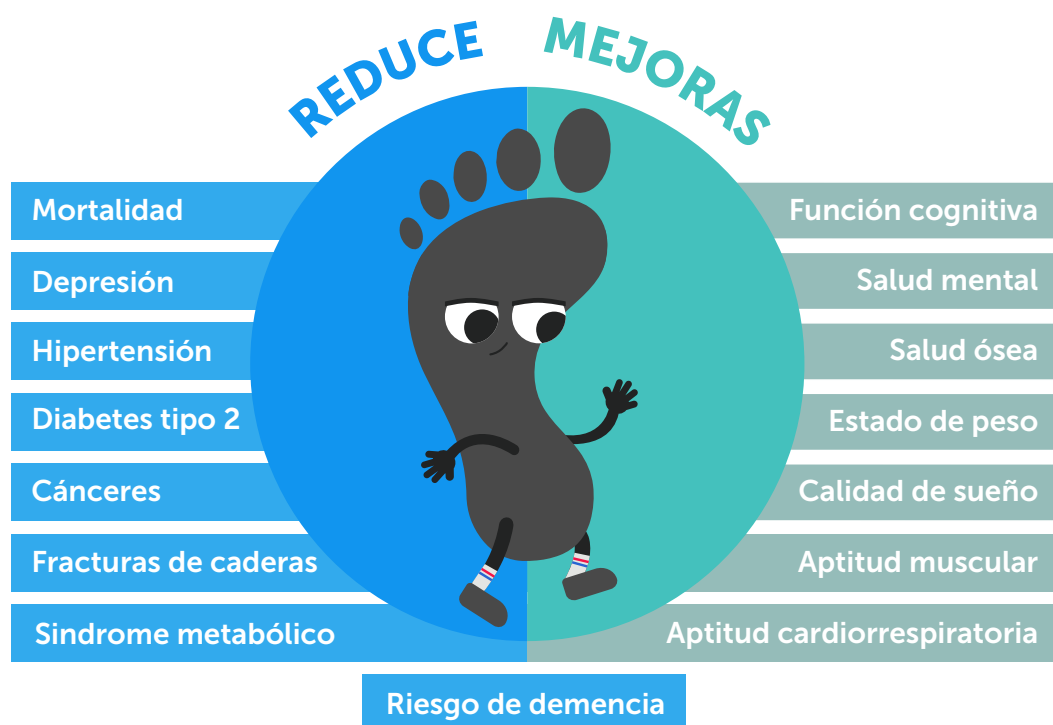 REDUCE
Mortalidad
Depresión
Hipertensión
Diabetes tipo 2
Cánceres
Fracturas de caderas
Sindrome metabólico
MEJORAS
Función cognitiva
Salud mental
Salud ósea
Estado de peso
Calidad de sueño
Aptitud muscular
Aptitud cardiorrespiratoria
Riesgo de demencia